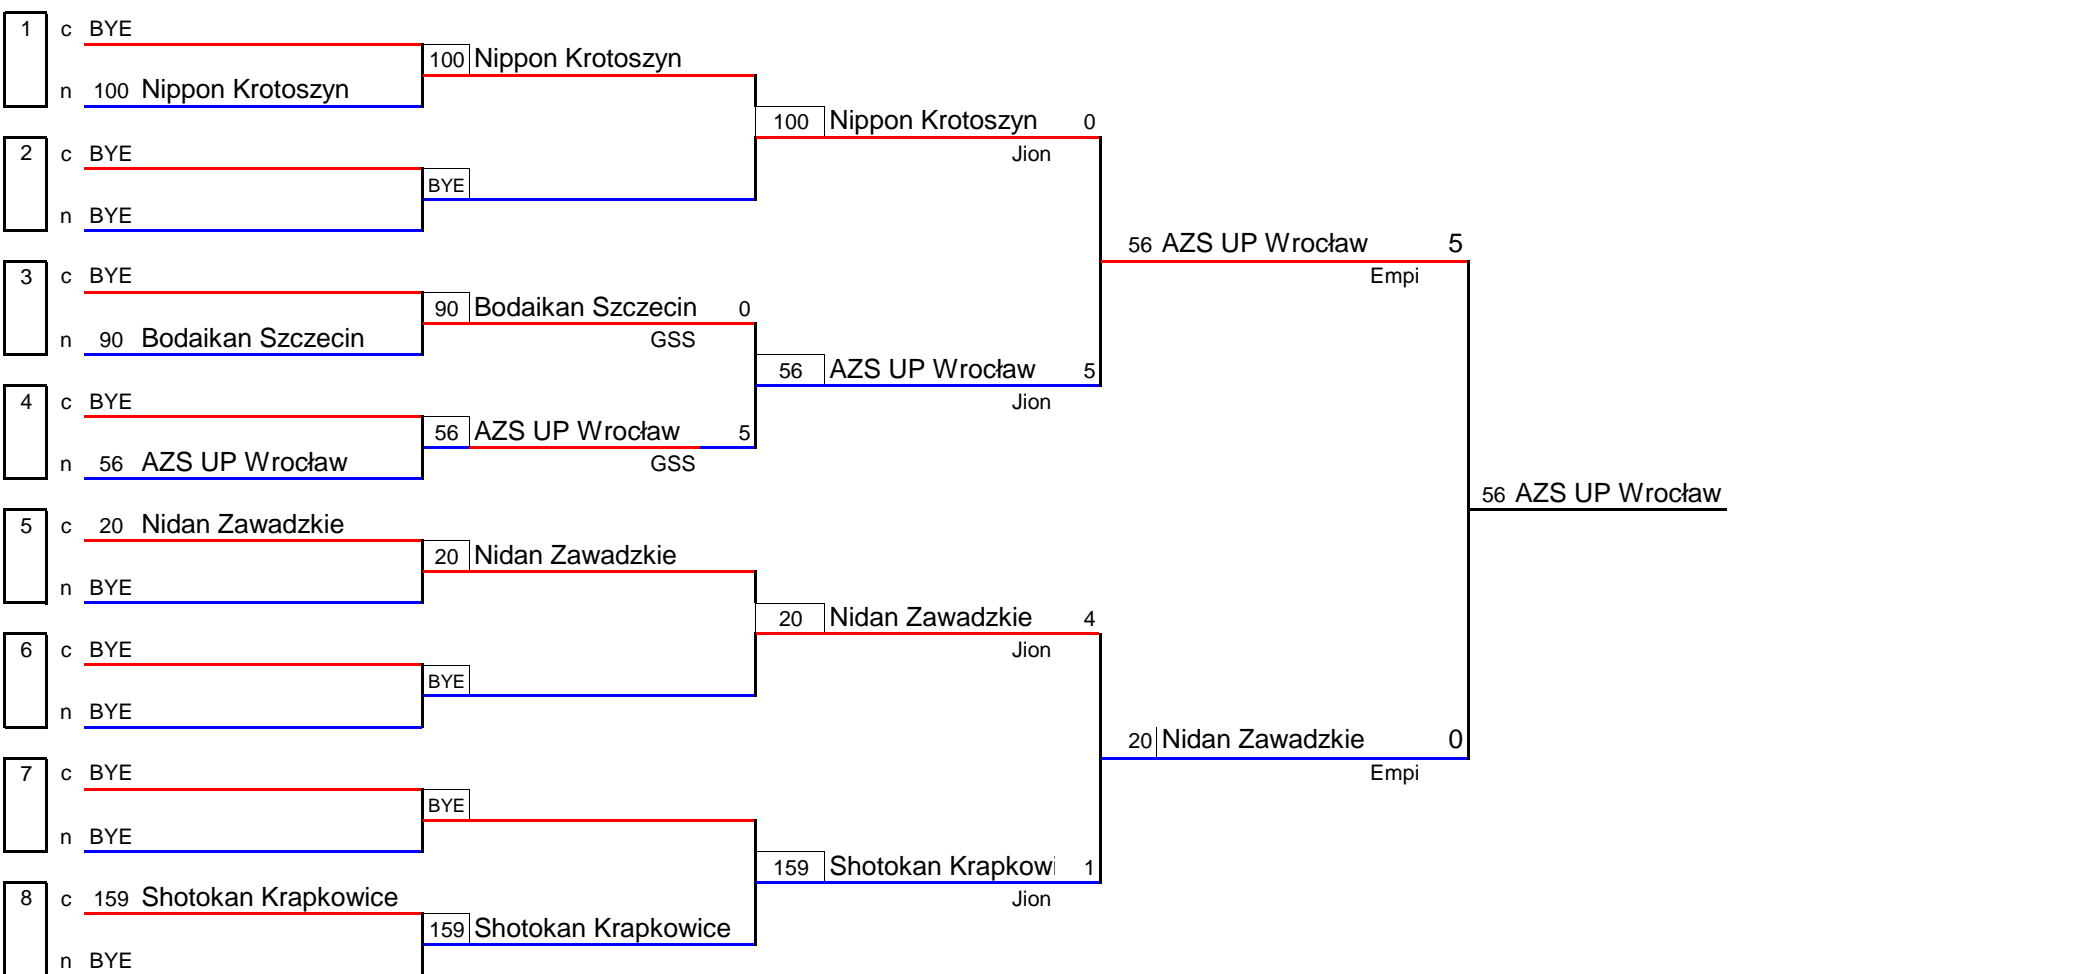 1 c BYE
100 Nippon Krotoszyn
n 100 Nippon Krotoszyn
100 Nippon Krotoszyn 0
Jion
2 c BYE
BYE
n BYE
56 AZS UP Wrocław 5
Empi
3 c BYE
90 Bodaikan Szczecin 0
n 90 Bodaikan Szczecin
GSS
56 AZS UP Wrocław 5
Jion
4 c BYE
56 AZS UP Wrocław 5
n 56 AZS UP Wrocław
GSS
56 AZS UP Wrocław
5 c 20 Nidan Zawadzkie
20 Nidan Zawadzkie
n BYE
20 Nidan Zawadzkie 4
Jion
6 c BYE
BYE
n BYE
20 Nidan Zawadzkie 0
Empi
7 c BYE
BYE
n BYE
159 Shotokan Krapkowi 1
Jion
8 c 159 Shotokan Krapkowice
159 Shotokan Krapkowice
n BYE